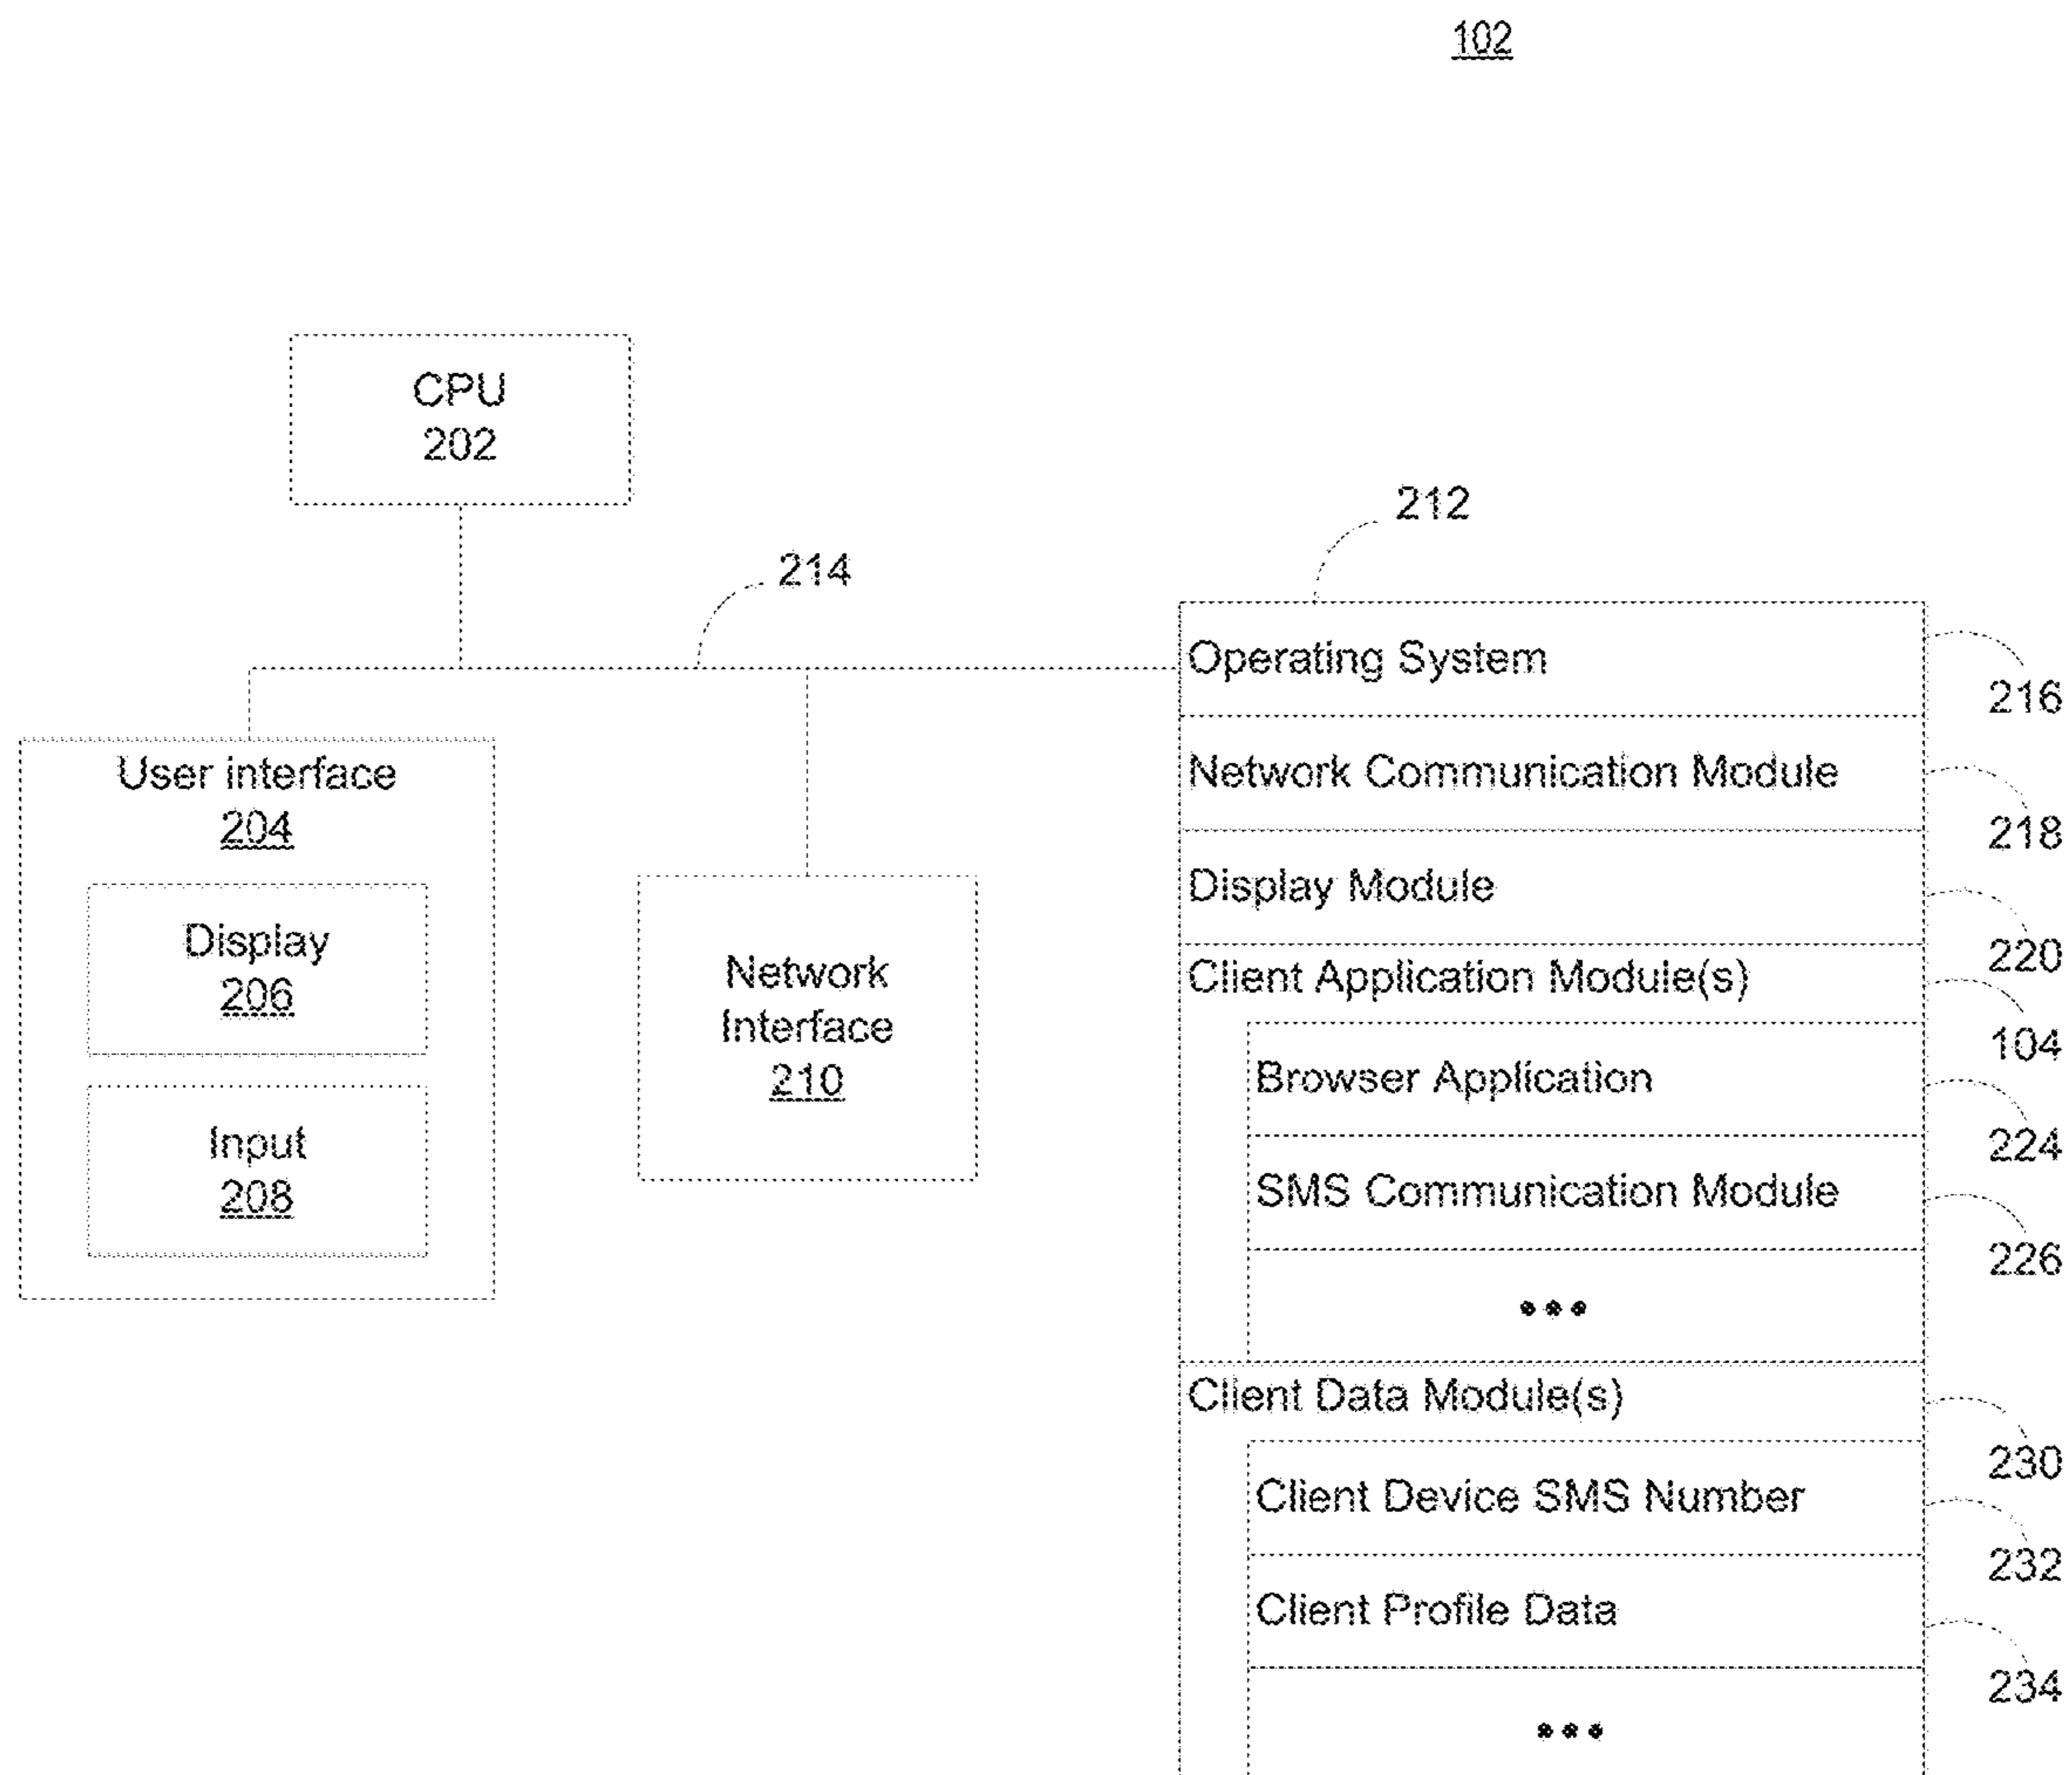 102
CPU
202
214
212
User interface
204
Display
206
Input
208
Network
Interface
210
Operating System
216
Network Communication Module
218
Display Module
220
Client Application Module(s)
104
Browser Application
224
SMS Communication Module
226
•••
Client Data Module(s)
230
Client Device SMS Number
232
Client Profile Data
234
•••